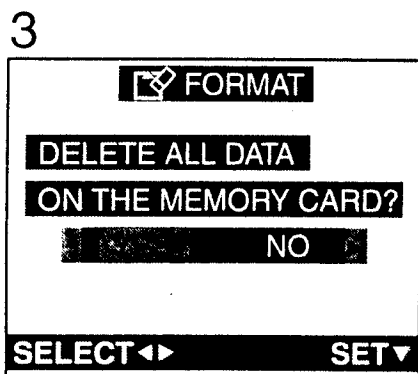 3
FORMAT
DELETE ALL DATA
ON THE MEMORY CARD?
NO
SELECT◀▶ SET▼